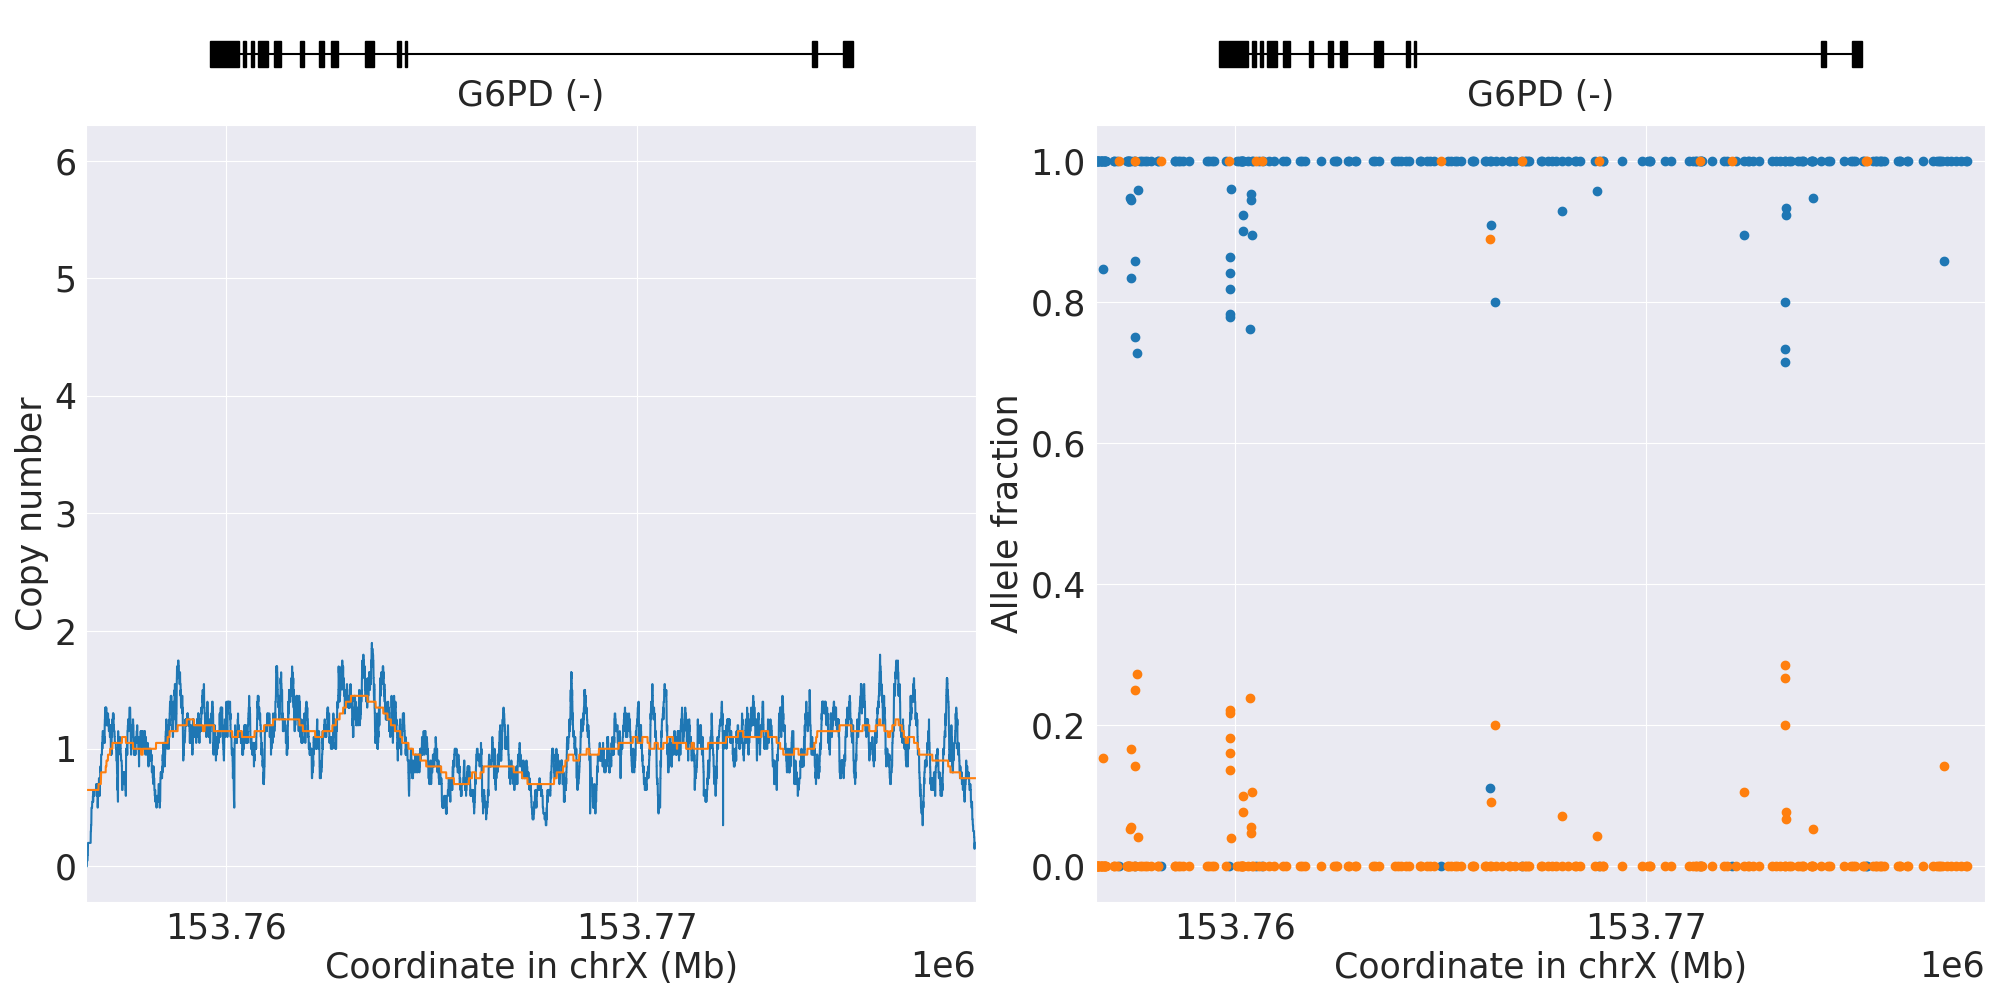 G6PD (-)
6
5
4
3
2
1
0
Copy number
153.76
153.77
Coordinate in chrX (Mb)
1e6
G6PD (-)
1.0
0.8
0.6
0.4
0.2
0.0
Allele fraction
153.76
153.77
Coordinate in chrX (Mb)
1e6